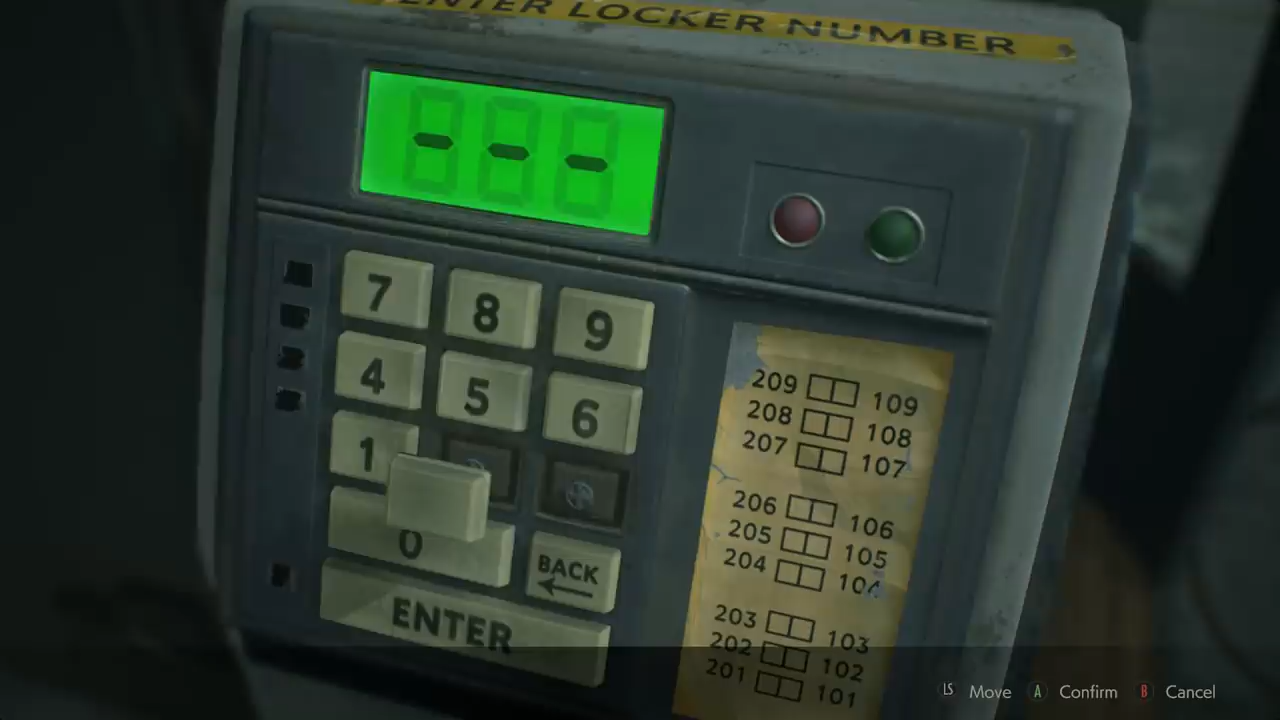 ENTER LOCKER NUMBER
- - -
7 8 9
4 5 6
1
0
BACK
ENTER
209 109
208 108
207 107
206 106
205 105
204 104
203 103
202 102
201 101
LS Move A Confirm B Cancel